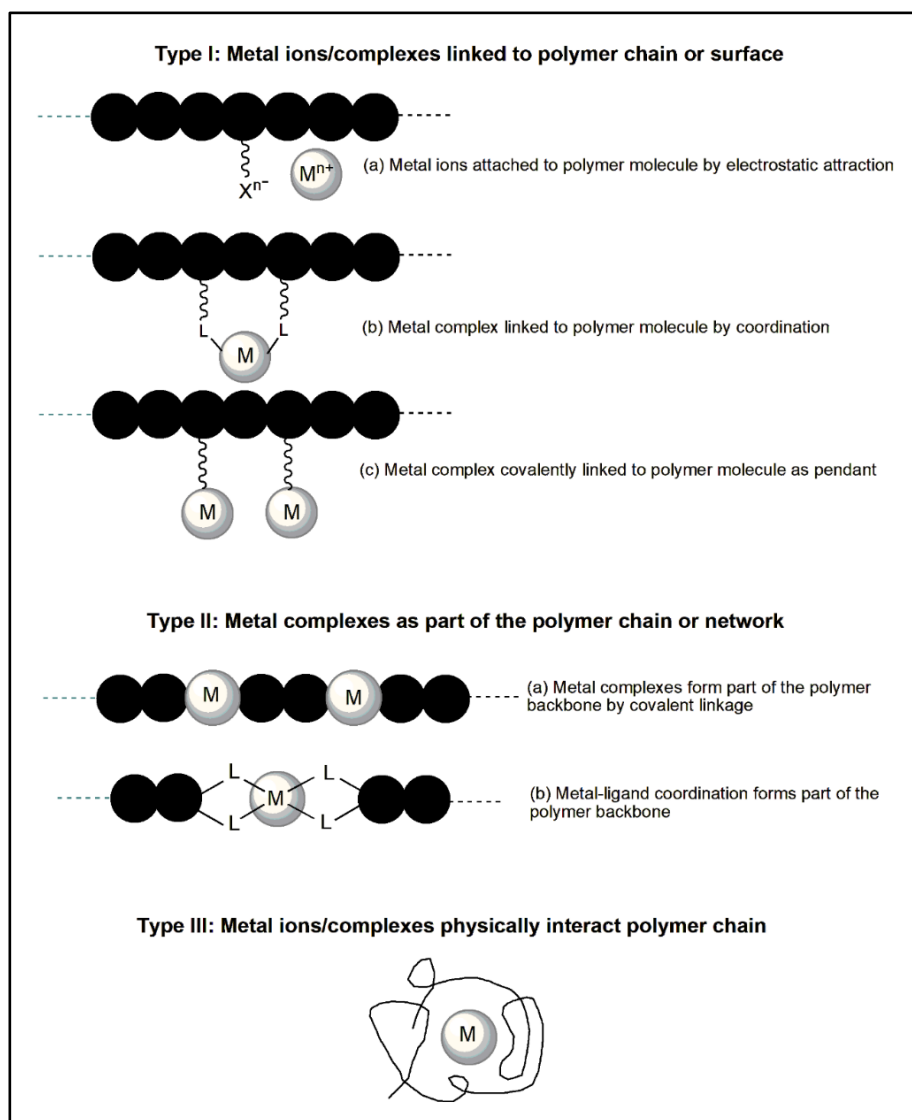 Type I: Metal ions/complexes linked to polymer chain or surface
(a) Metal ions attached to polymer molecule by electrostatic attraction
Xⁿ⁻
Mⁿ⁺
(b) Metal complex linked to polymer molecule by coordination
L
L
M
(c) Metal complex covalently linked to polymer molecule as pendant
M
M
Type II: Metal complexes as part of the polymer chain or network
M
M
(a) Metal complexes form part of the polymer
backbone by covalent linkage
L
L
M
L
L
(b) Metal-ligand coordination forms part of the
polymer backbone
Type III: Metal ions/complexes physically interact polymer chain
M